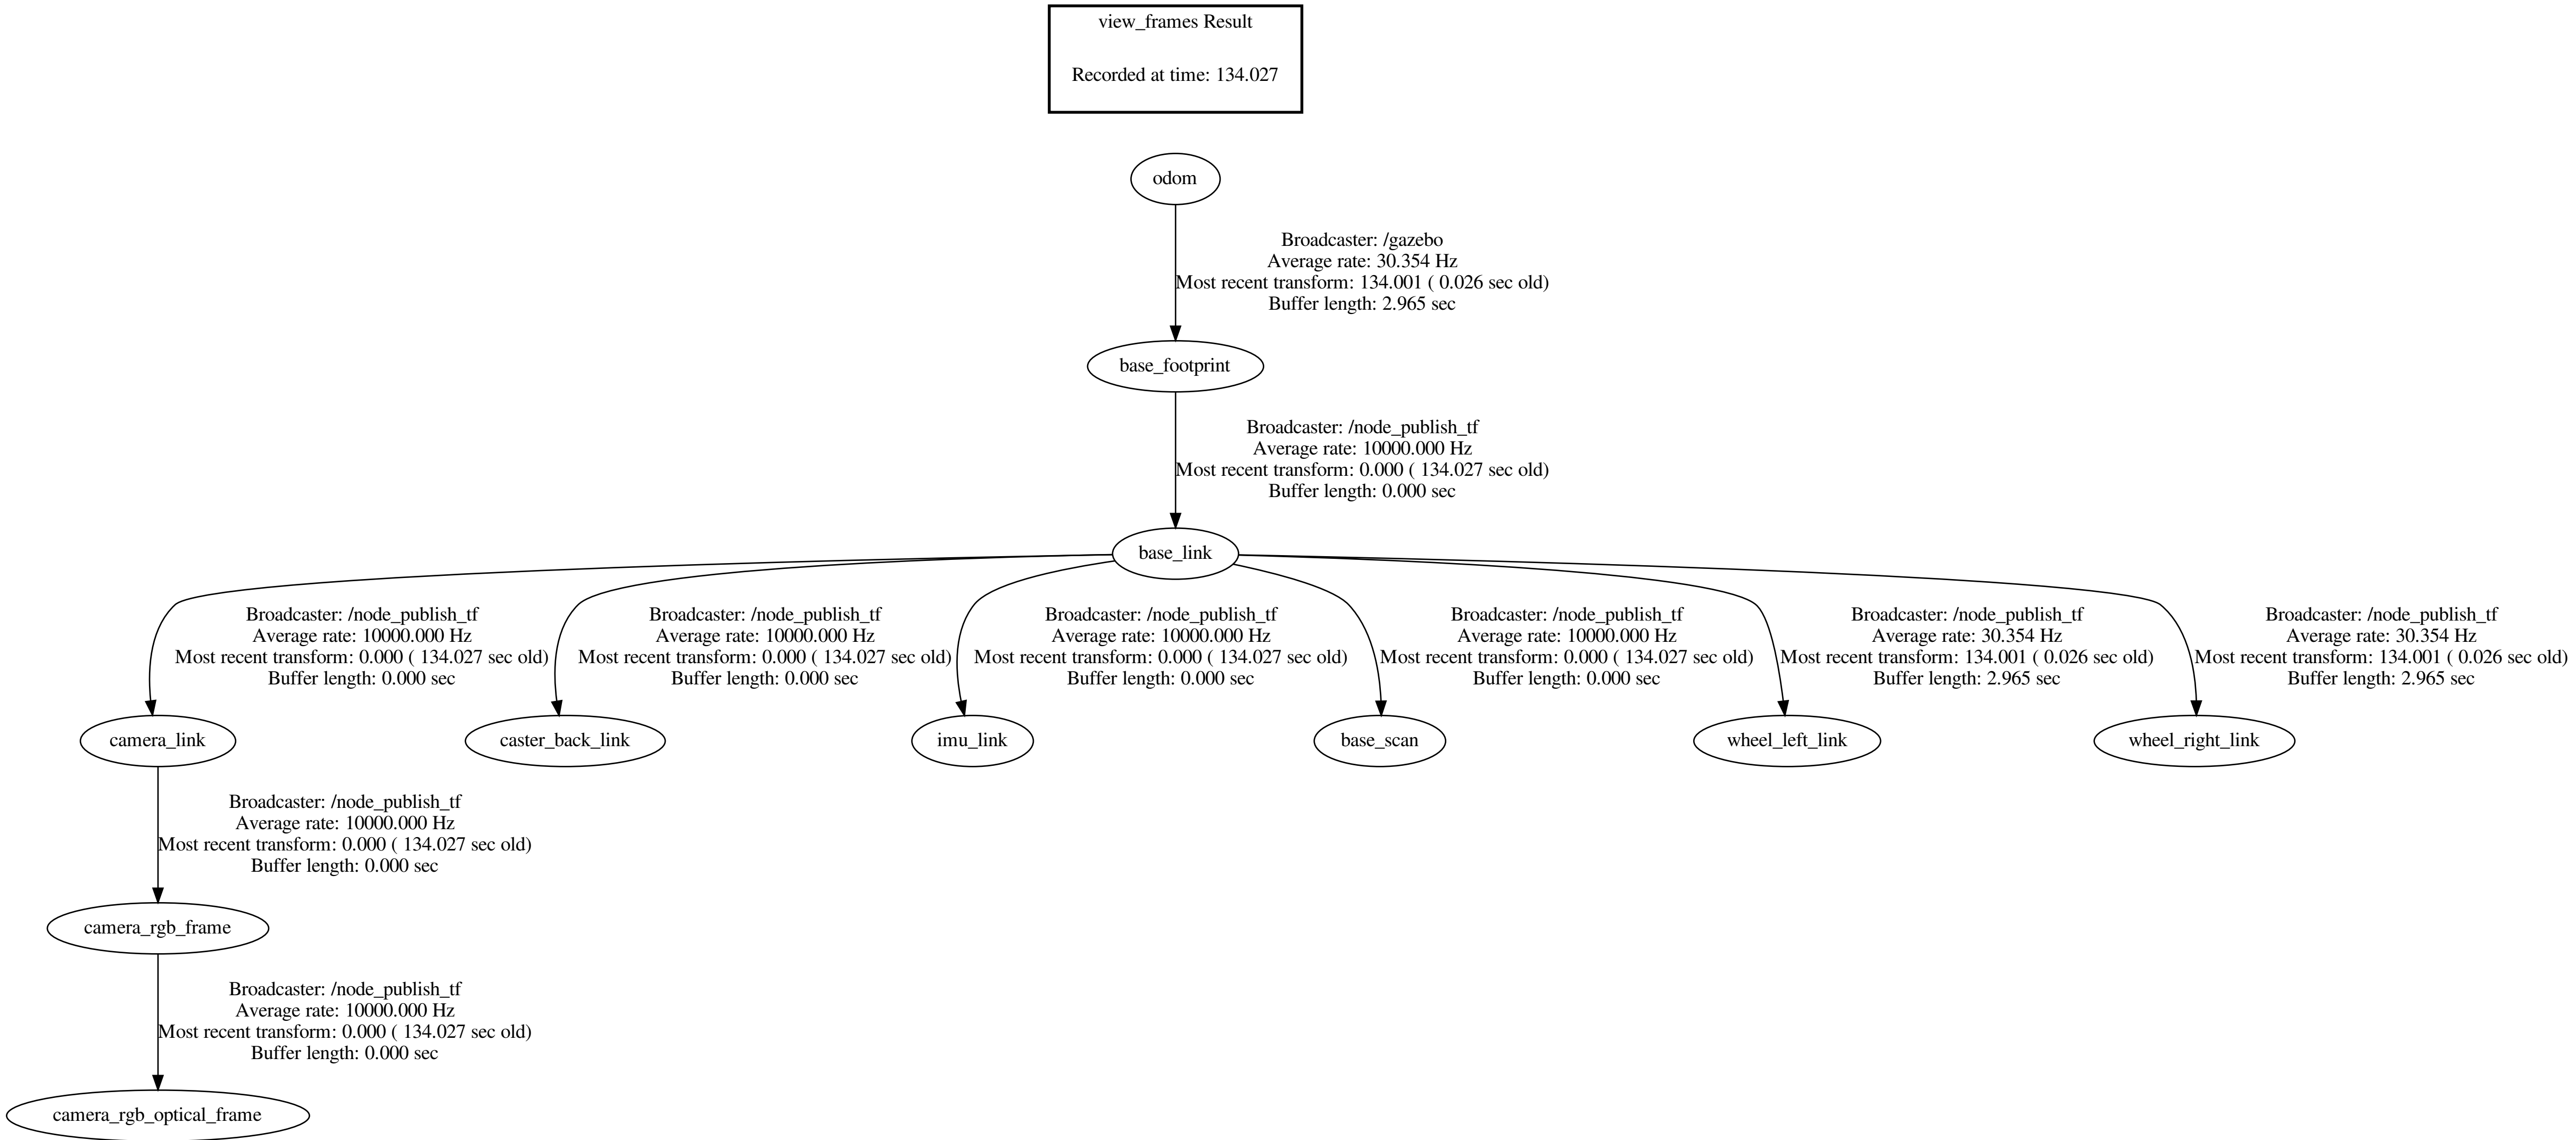 view_frames Result
Recorded at time: 134.027
odom
Broadcaster: /gazebo
Average rate: 30.354 Hz
Most recent transform: 134.001 ( 0.026 sec old)
Buffer length: 2.965 sec
base_footprint
Broadcaster: /node_publish_tf
Average rate: 10000.000 Hz
Most recent transform: 0.000 ( 134.027 sec old)
Buffer length: 0.000 sec
base_link
Broadcaster: /node_publish_tf
Average rate: 10000.000 Hz
Most recent transform: 0.000 ( 134.027 sec old)
Buffer length: 0.000 sec
Broadcaster: /node_publish_tf
Average rate: 10000.000 Hz
Most recent transform: 0.000 ( 134.027 sec old)
Buffer length: 0.000 sec
Broadcaster: /node_publish_tf
Average rate: 10000.000 Hz
Most recent transform: 0.000 ( 134.027 sec old)
Buffer length: 0.000 sec
Broadcaster: /node_publish_tf
Average rate: 10000.000 Hz
Most recent transform: 0.000 ( 134.027 sec old)
Buffer length: 0.000 sec
Broadcaster: /node_publish_tf
Average rate: 30.354 Hz
Most recent transform: 134.001 ( 0.026 sec old)
Buffer length: 2.965 sec
Broadcaster: /node_publish_tf
Average rate: 30.354 Hz
Most recent transform: 134.001 ( 0.026 sec old)
Buffer length: 2.965 sec
camera_link
caster_back_link
imu_link
base_scan
wheel_left_link
wheel_right_link
Broadcaster: /node_publish_tf
Average rate: 10000.000 Hz
Most recent transform: 0.000 ( 134.027 sec old)
Buffer length: 0.000 sec
camera_rgb_frame
Broadcaster: /node_publish_tf
Average rate: 10000.000 Hz
Most recent transform: 0.000 ( 134.027 sec old)
Buffer length: 0.000 sec
camera_rgb_optical_frame